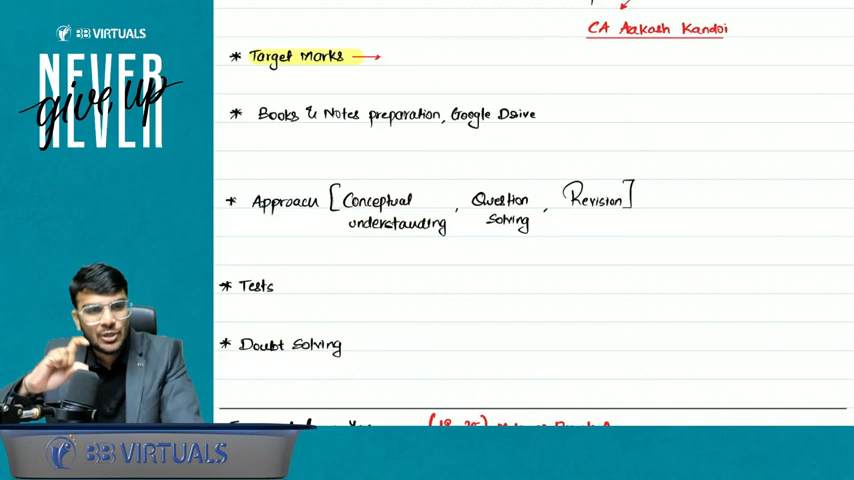 BB VIRTUALS
NEVER
give up
NEVER
CA Aakash Kandoi
* Target Marks →
* Books & Notes preparation, Google Drive
* Approach [Conceptual understanding, Question solving, Revision]
* Tests
* Doubt Solving
BB VIRTUALS